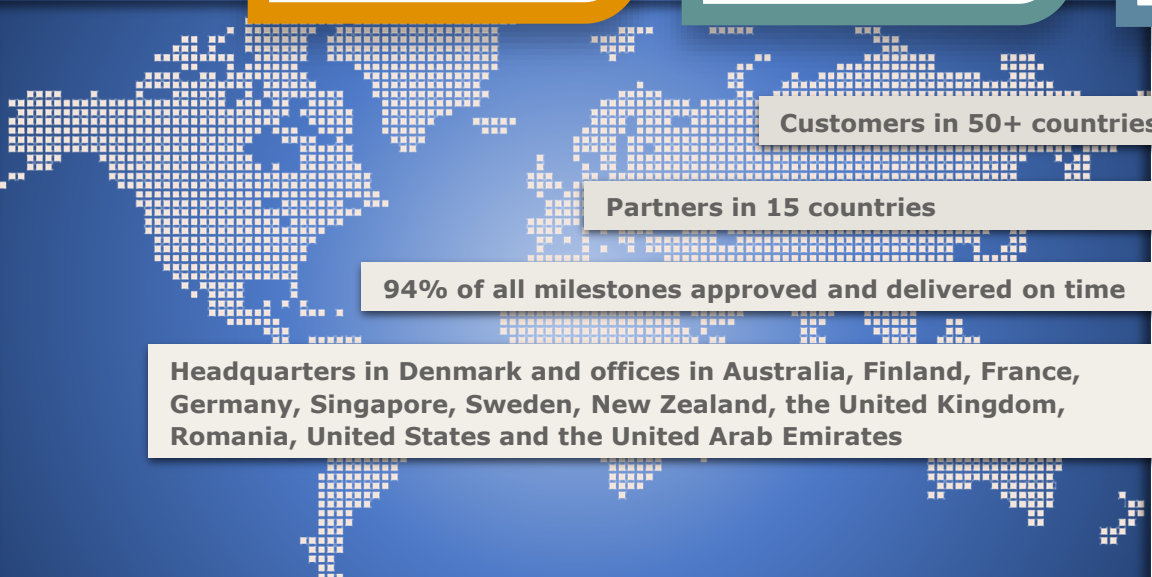 Customers in 50+ countries
Partners in 15 countries
94% of all milestones approved and delivered on time
Headquarters in Denmark and offices in Australia, Finland, France,
Germany, Singapore, Sweden, New Zealand, the United Kingdom,
Romania, United States and the United Arab Emirates